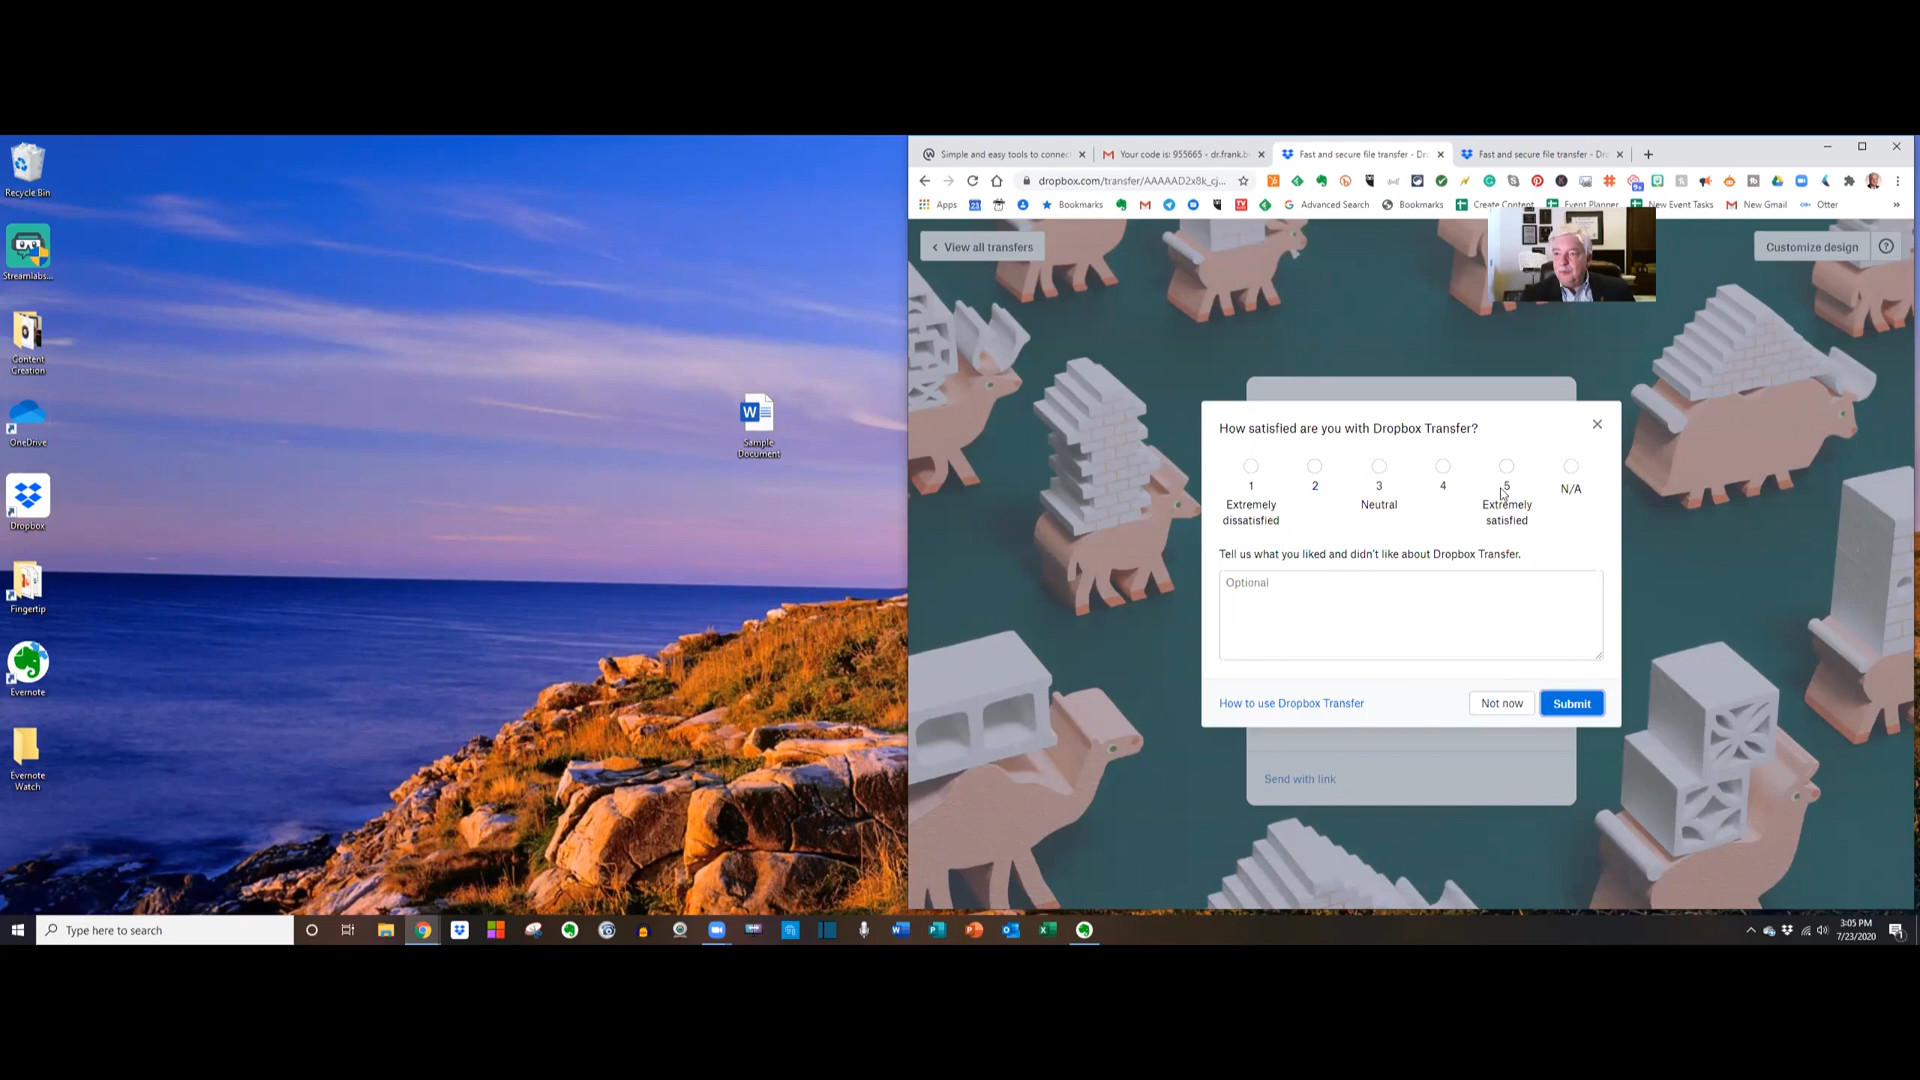 Recycle Bin
Streamlabs...
Content
Creation
OneDrive
Dropbox
Fingertip
Evernote
Evernote
Watch
Sample
Document
Simple and easy tools to connec
Your code is: 955665 - dr.frank.b
Fast and secure file transfer - Dr
Fast and secure file transfer - Dr
dropbox.com/transfer/AAAAAD2x8k_cj...
Apps
Bookmarks
Advanced Search
Bookmarks
Create Content
Event Planner
New Event Tasks
New Gmail
Otter
View all transfers
Customize design
How satisfied are you with Dropbox Transfer?
1 2 3 4 5 N/A
Extremely dissatisfied
Neutral
Extremely satisfied
Tell us what you liked and didn't like about Dropbox Transfer.
Optional
How to use Dropbox Transfer
Not now
Submit
Send with link
Type here to search
3:05 PM
7/23/2020